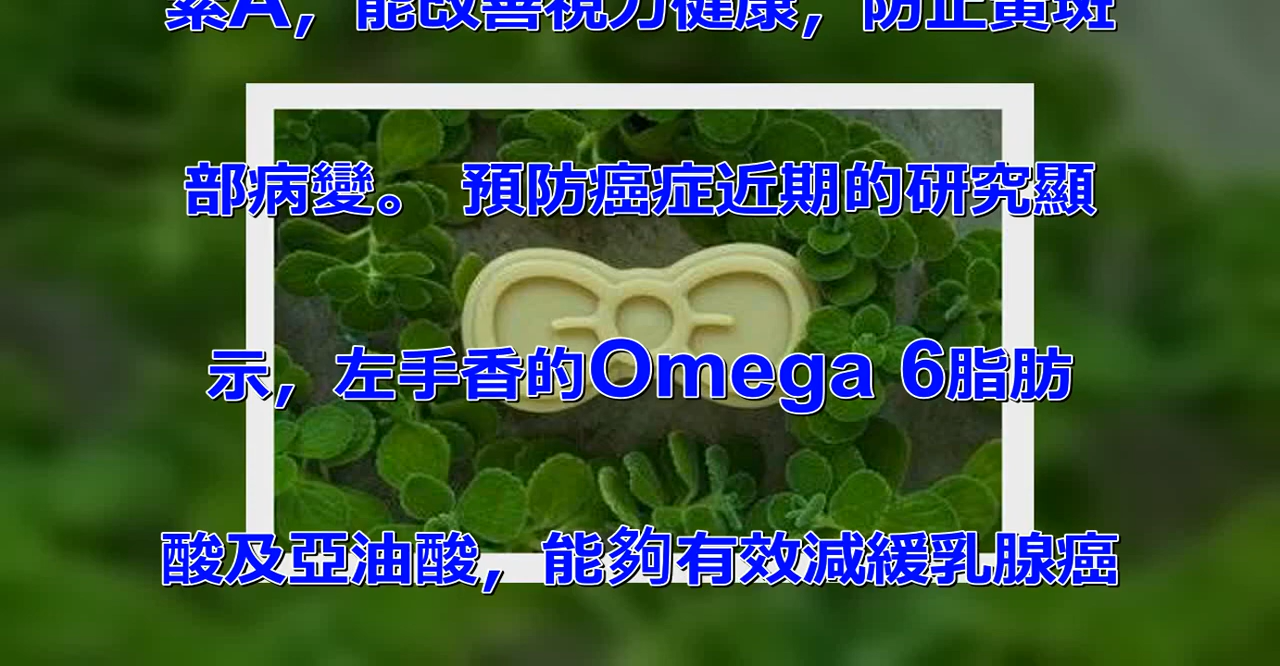 素A，能改善視力健康，防止黃斑
部病變。 預防癌症近期的研究顯
示，左手香的Omega 6脂肪
酸及亞油酸，能夠有效減緩乳腺癌